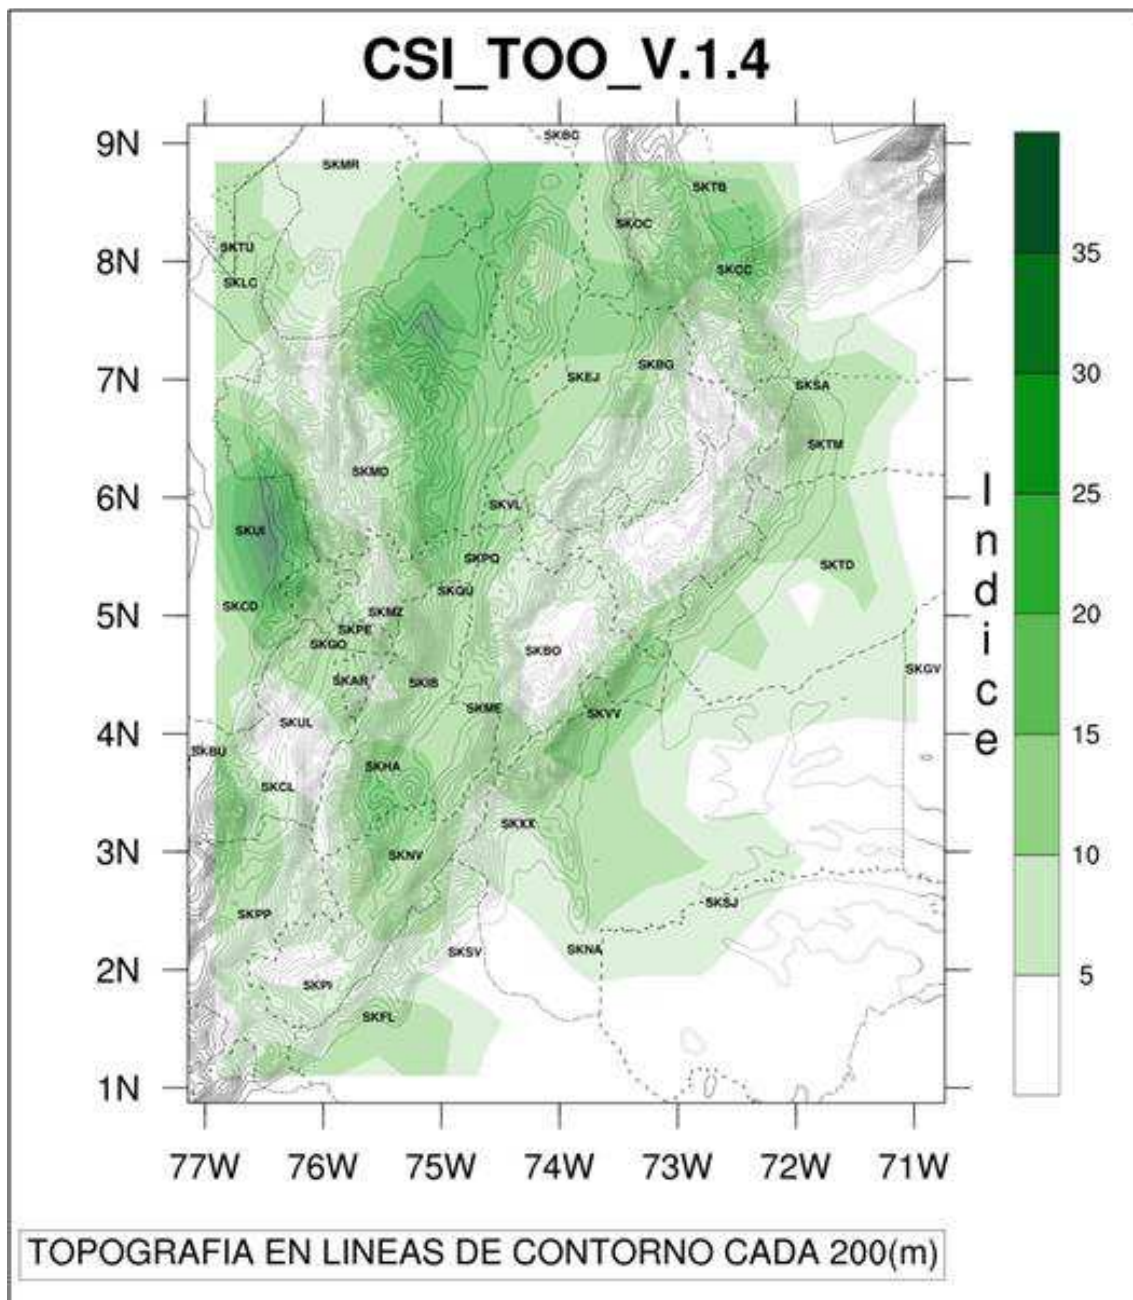 CSI_TOO_V.1.4
9N
8N
7N
6N
5N
4N
3N
2N
1N
77W 76W 75W 74W 73W 72W 71W
SKBC
SKMR
SKTB
SKOC
SKTU
SKLC
SKCC
SKBG
SKEJ
SKSA
SKTM
SKMD
SKVL
SKUI
SKPQ
SKTD
SKQU
SKCD
SKMZ
SKPE
SKGO
SKBO
SKAR
SKIB
SKGV
SKME
SKVV
SKUL
SKBU
SKHA
SKCL
SKXX
SKNV
SKPP
SKSJ
SKSV
SKNA
SKPI
SKFL
35
30
25
20
15
10
5
Indice
TOPOGRAFIA EN LINEAS DE CONTORNO CADA 200(m)